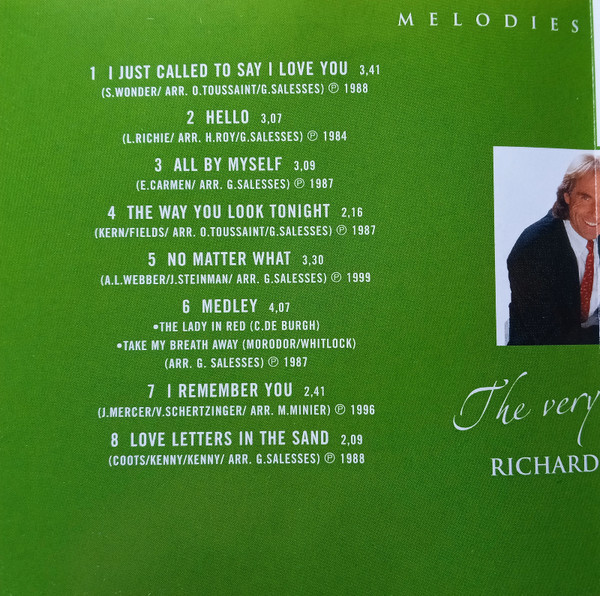 MELODIES
1 I JUST CALLED TO SAY I LOVE YOU 3,41
(S.WONDER/ ARR. O.TOUSSAINT/G.SALESSES) ℗ 1988
2 HELLO 3,07
(L.RICHIE/ ARR. H.ROY/G.SALESSES) ℗ 1984
3 ALL BY MYSELF 3,09
(E.CARMEN/ ARR. G.SALESSES) ℗ 1987
4 THE WAY YOU LOOK TONIGHT 2,16
(KERN/FIELDS/ ARR. O.TOUSSAINT/G.SALESSES) ℗ 1987
5 NO MATTER WHAT 3,30
(A.L.WEBBER/J.STEINMAN/ ARR. G.SALESSES) ℗ 1999
6 MEDLEY 4,07
•THE LADY IN RED (C.DE BURGH)
•TAKE MY BREATH AWAY (MORODOR/WHITLOCK)
(ARR. G. SALESSES) ℗ 1987
7 I REMEMBER YOU 2,41
(J.MERCER/V.SCHERTZINGER/ ARR. M.MINIER) ℗ 1996
8 LOVE LETTERS IN THE SAND 2,09
(COOTS/KENNY/KENNY/ ARR. G.SALESSES) ℗ 1988
The very
RICHARD